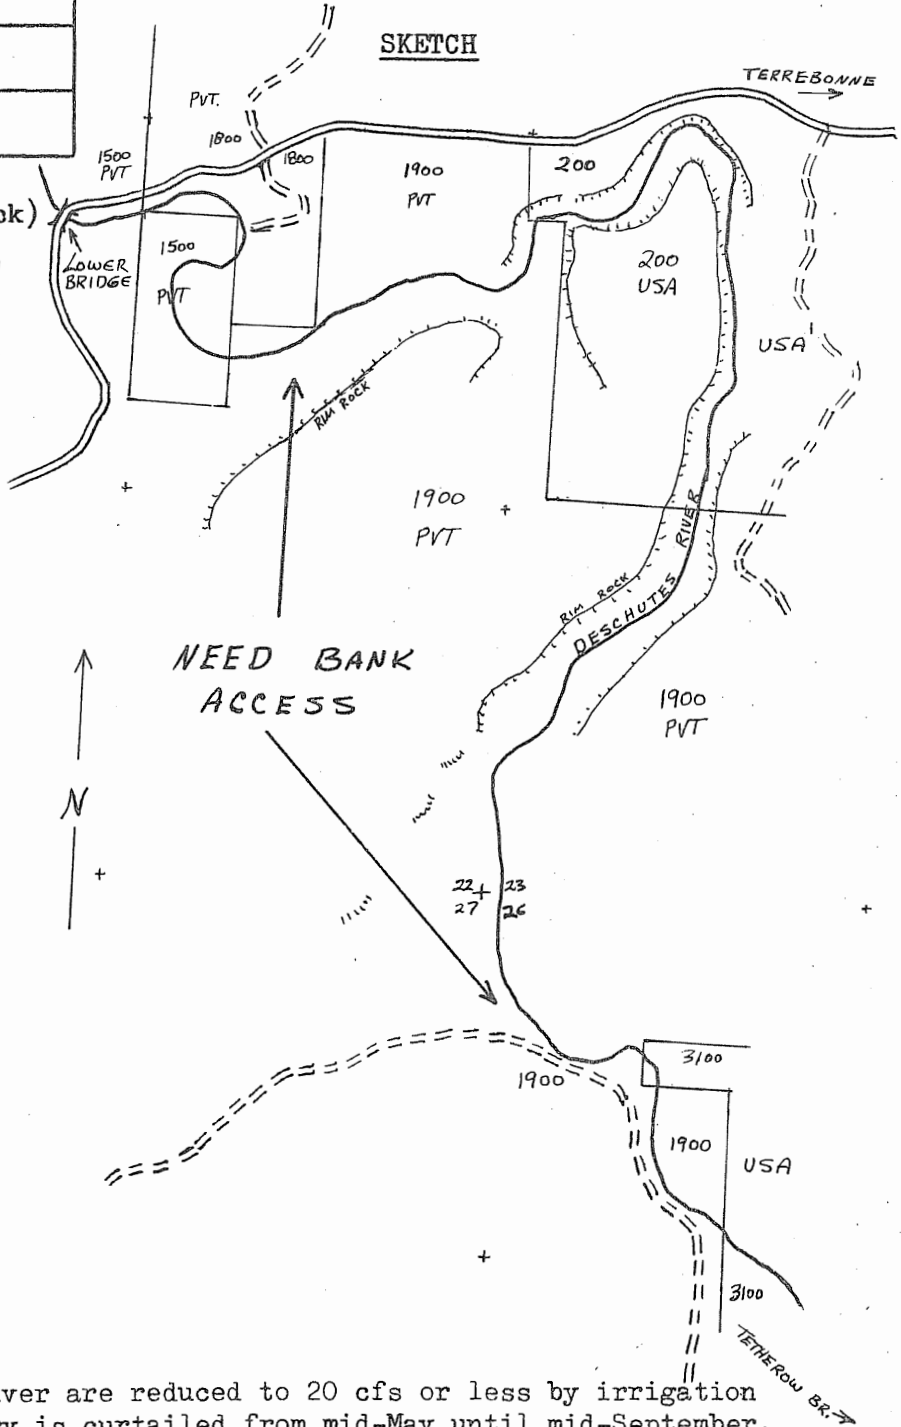 SKETCH
TERREBONNE
PVT.
1800
1800
1500
PVT
1900
PVT
200
ok)
LOWER
BRIDGE
1500
PVT
200
USA
USA
RIM ROCK
1900
PVT
RIVER
RIM ROCK
DESCHUTES
NEED BANK
ACCESS
1900
PVT
N
22 23
27 26
3100
1900
1900
USA
3100
TETHEROW BR.
ver are reduced to 20 cfs or less by irrigation
is curtailed from mid-May until mid-September.